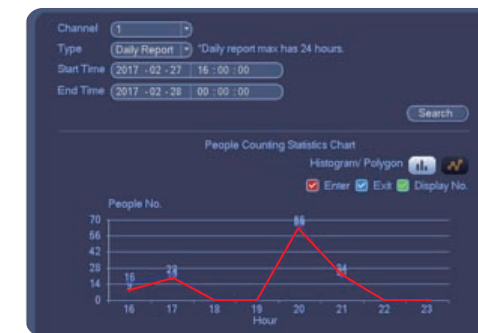 Channel 1
Type Daily Report *Daily report max has 24 hours.
Start Time 2017 -02 -27 16 : 00 : 00
End Time 2017 -02 -28 00 : 00 : 00
Search
People Counting Statistics Chart
Histogram/ Polygon
Enter Exit Display No.
People No.
70
56
42
28
14
0
16
9
16 17 18 19 20 21 22 23
Hour